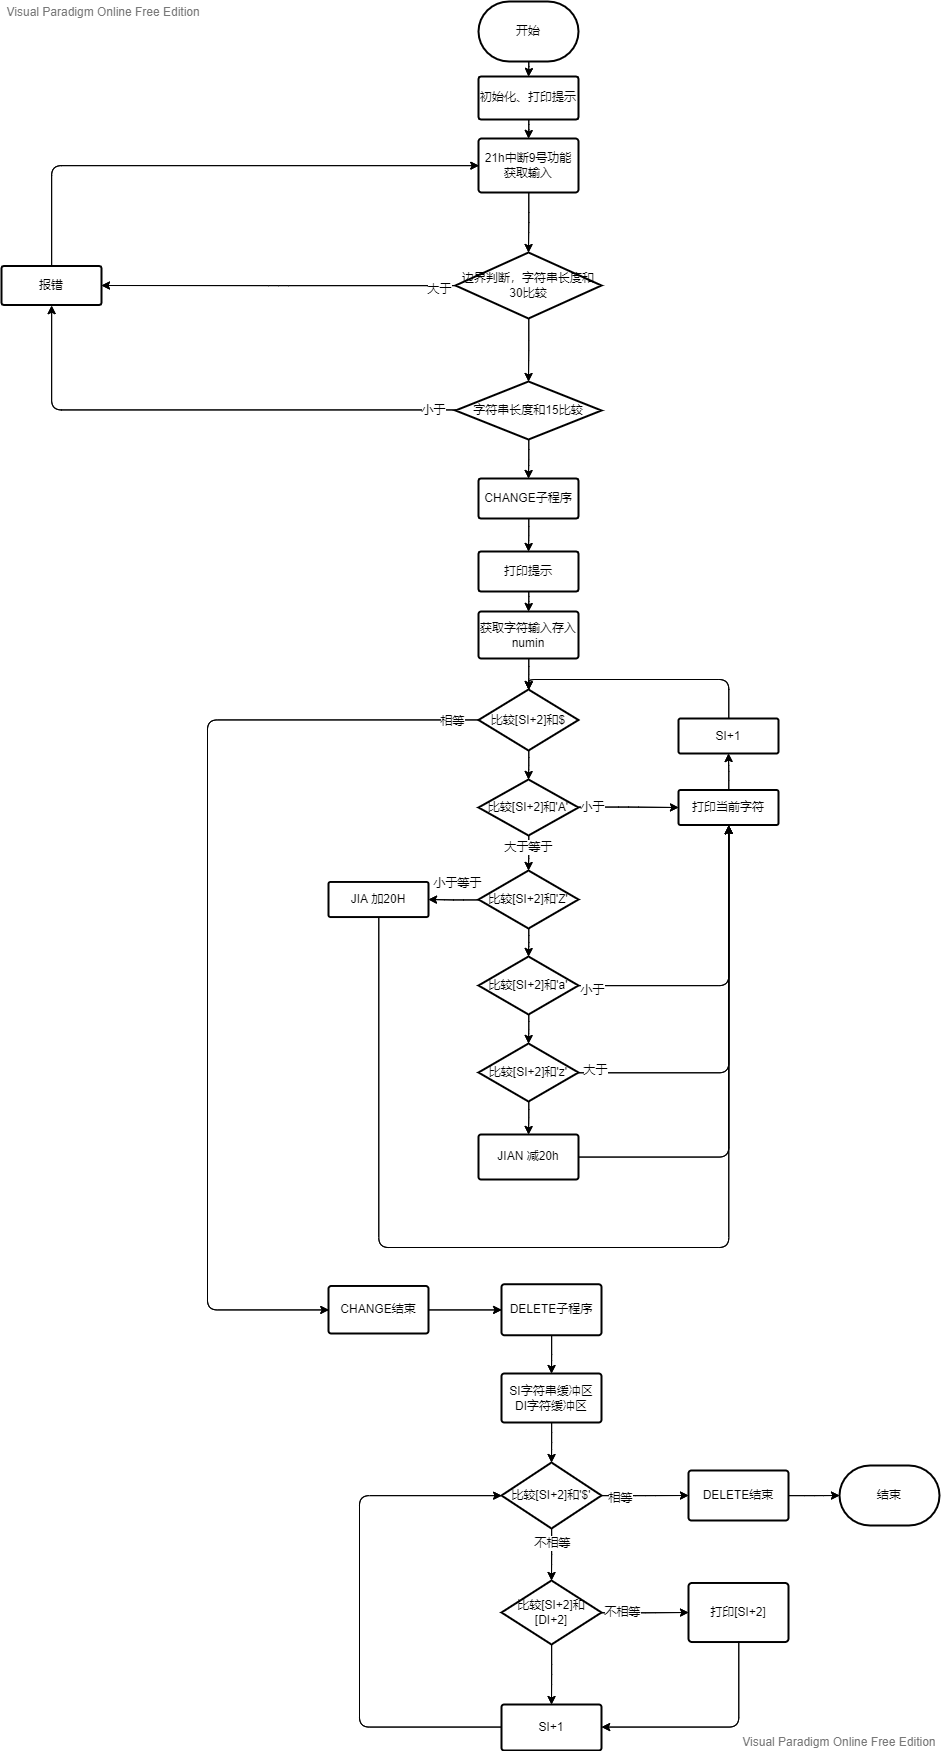 Visual Paradigm Online Free Edition
开始
初始化、打印提示
21h中断9号功能
获取输入
报错
大于
边界判断，字符串长度和
30比较
小于
字符串长度和15比较
CHANGE子程序
打印提示
获取字符输入存入
numin
相等
比较[SI+2]和$
SI+1
比较[SI+2]和'A'
小于
打印当前字符
大于等于
小于等于
JIA 加20H
比较[SI+2]和'Z'
比较[SI+2]和'a'
小于
比较[SI+2]和'z'
大于
JIAN 减20h
CHANGE结束
DELETE子程序
SI字符串缓冲区
DI字符缓冲区
比较[SI+2]和'$'
相等
DELETE结束
结束
不相等
比较[SI+2]和
[DI+2]
不相等
打印[SI+2]
SI+1
Visual Paradigm Online Free Edition